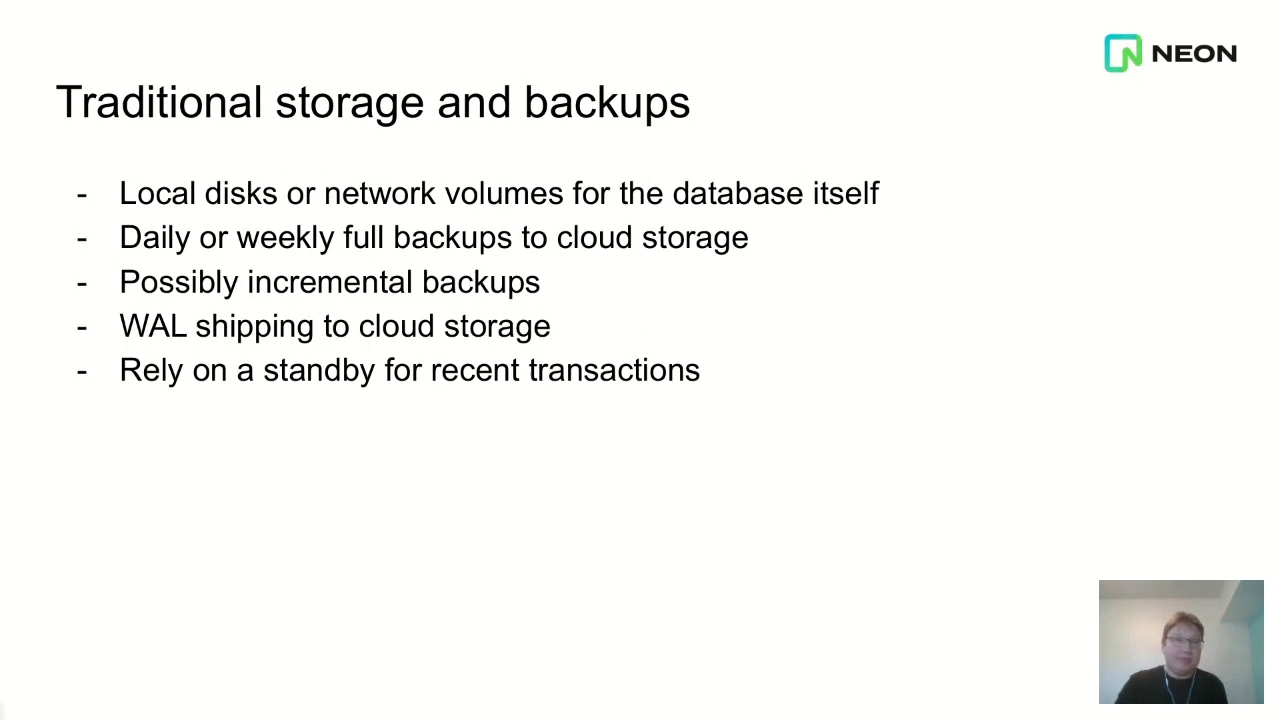 NEON
Traditional storage and backups
- Local disks or network volumes for the database itself
- Daily or weekly full backups to cloud storage
- Possibly incremental backups
- WAL shipping to cloud storage
- Rely on a standby for recent transactions